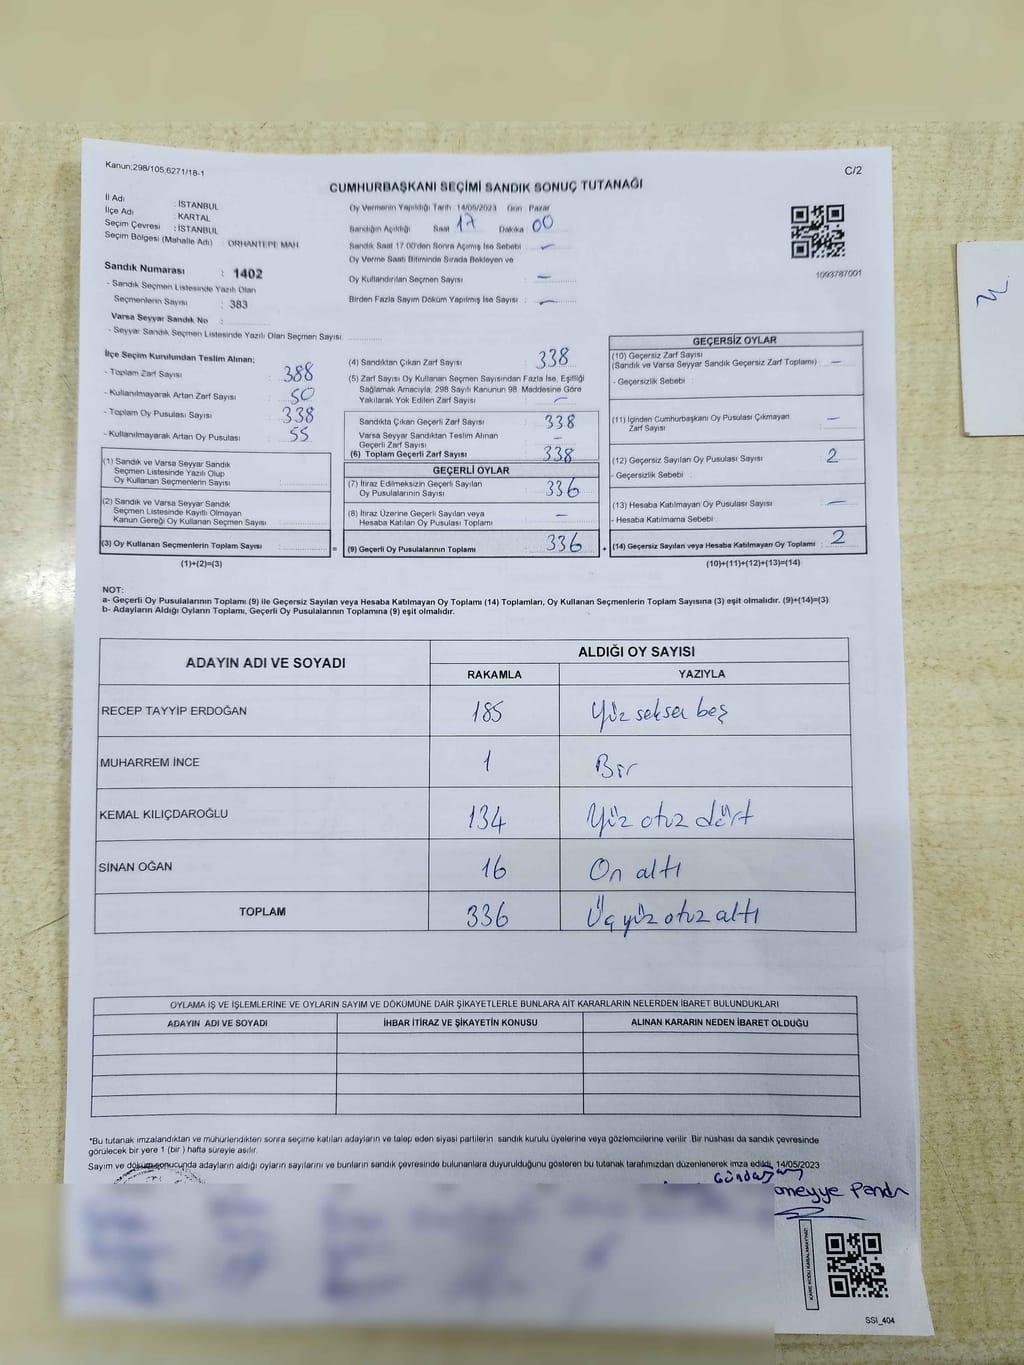 Kanun;298/105;6271/18-1
C/2
CUMHURBAŞKANI SEÇİMİ SANDIK SONUÇ TUTANAĞI
İl Adı : İSTANBUL
İlçe Adı : KARTAL
Seçim Çevresi : İSTANBUL
Seçim Bölgesi (Mahalle Adı) ORHANTEPE MAH
Oy Vermenin Yapıldığı Tarih 14/05/2023 Gün Pazar
Sandığın Açıldığı Saat 17 Dakika 00
Sandık Saat 17.00'den Sonra Açılmış İse Sebebi : -
Oy Verme Saati Bitiminde Sırada Bekleyen ve
Oy Kullandırılan Seçmen Sayısı : -
Birden Fazla Sayım Döküm Yapılmış İse Sayısı : -
1093787001
Sandık Numarası : 1402
- Sandık Seçmen Listesinde Yazılı Olan
Seçmenlerin Sayısı : 383
Varsa Seyyar Sandık No :
- Seyyar Sandık Seçmen Listesinde Yazılı Olan Seçmen Sayısı:
İlçe Seçim Kurulundan Teslim Alınan;
- Toplam Zarf Sayısı : 388
- Kullanılmayarak Artan Zarf Sayısı : 50
- Toplam Oy Pusulası Sayısı : 338
- Kullanılmayarak Artan Oy Pusulası : 55
(1) Sandık ve Varsa Seyyar Sandık
Seçmen Listesinde Yazılı Olup
Oy Kullanan Seçmenlerin Sayısı :
(2) Sandık ve Varsa Seyyar Sandık
Seçmen Listesinde Kayıtlı Olmayan
Kanun Gereği Oy Kullanan Seçmen Sayısı :
(3) Oy Kullanan Seçmenlerin Toplam Sayısı : =
(1)+(2)=(3)
(4) Sandıktan Çıkan Zarf Sayısı : 338
(5) Zarf Sayısı Oy Kullanan Seçmen Sayısından Fazla İse, Eşitliği
Sağlamak Amacıyla; 298 Sayılı Kanunun 98. Maddesine Göre
Yakılarak Yok Edilen Zarf Sayısı : -
Sandıkta Çıkan Geçerli Zarf Sayısı : 338
Varsa Seyyar Sandıktan Teslim Alınan
Geçerli Zarf Sayısı : -
(6) Toplam Geçerli Zarf Sayısı : 338
GEÇERLİ OYLAR
(7) İtiraz Edilmeksizin Geçerli Sayılan
Oy Pusulalarının Sayısı : 336
(8) İtiraz Üzerine Geçerli Sayılan veya
Hesaba Katılan Oy Pusulası Toplamı : -
(9) Geçerli Oy Pusulalarının Toplamı : 336 +
GEÇERSİZ OYLAR
(10) Geçersiz Zarf Sayısı
(Sandık ve Varsa Seyyar Sandık Geçersiz Zarf Toplamı) : -
- Geçersizlik Sebebi :
(11) İçinden Cumhurbaşkanı Oy Pusulası Çıkmayan
Zarf Sayısı : -
(12) Geçersiz Sayılan Oy Pusulası Sayısı : 2
- Geçersizlik Sebebi :
(13) Hesaba Katılmayan Oy Pusulası Sayısı : -
- Hesaba Katılmama Sebebi :
(14) Geçersiz Sayılan veya Hesaba Katılmayan Oy Toplamı : 2
(10)+(11)+(12)+(13)=(14)
NOT:
a- Geçerli Oy Pusulalarının Toplamı (9) ile Geçersiz Sayılan veya Hesaba Katılmayan Oy Toplamı (14) Toplamları, Oy Kullanan Seçmenlerin Toplam Sayısına (3) eşit olmalıdır. (9)+(14)=(3)
b- Adayların Aldığı Oyların Toplamı, Geçerli Oy Pusulalarının Toplamına (9) eşit olmalıdır.
ADAYIN ADI VE SOYADI ALDIĞI OY SAYISI
RAKAMLA YAZIYLA
RECEP TAYYİP ERDOĞAN 185 Yüz seksen beş
MUHARREM İNCE 1 Bir
KEMAL KILIÇDAROĞLU 134 Yüz otuz dört
SİNAN OĞAN 16 On altı
TOPLAM 336 Üç yüz otuz altı
OYLAMA İŞ VE İŞLEMLERİNE VE OYLARIN SAYIM VE DÖKÜMÜNE DAİR ŞİKAYETLERLE BUNLARA AİT KARARLARIN NELERDEN İBARET BULUNDUKLARI
ADAYIN ADI VE SOYADI İHBAR İTİRAZ VE ŞİKAYETİN KONUSU ALINAN KARARIN NEDEN İBARET OLDUĞU
*Bu tutanak imzalandıktan ve mühürlendikten sonra seçime katılan adayların ve talep eden siyasi partilerin sandık kurulu üyelerine veya gözlemcilerine verilir. Bir nüshası da sandık çevresinde
görülecek bir yere 1 (bir) hafta süreyle asılır.
Sayım ve döküm sonucunda adayların aldığı oyların sayılarını ve bunların sandık çevresinde bulunanlara duyurulduğunu gösteren bu tutanak tarafımızdan düzenlenerek imza edildi. 14/05/2023
KARE KODU KARALAMAYINIZ!
SSI_404